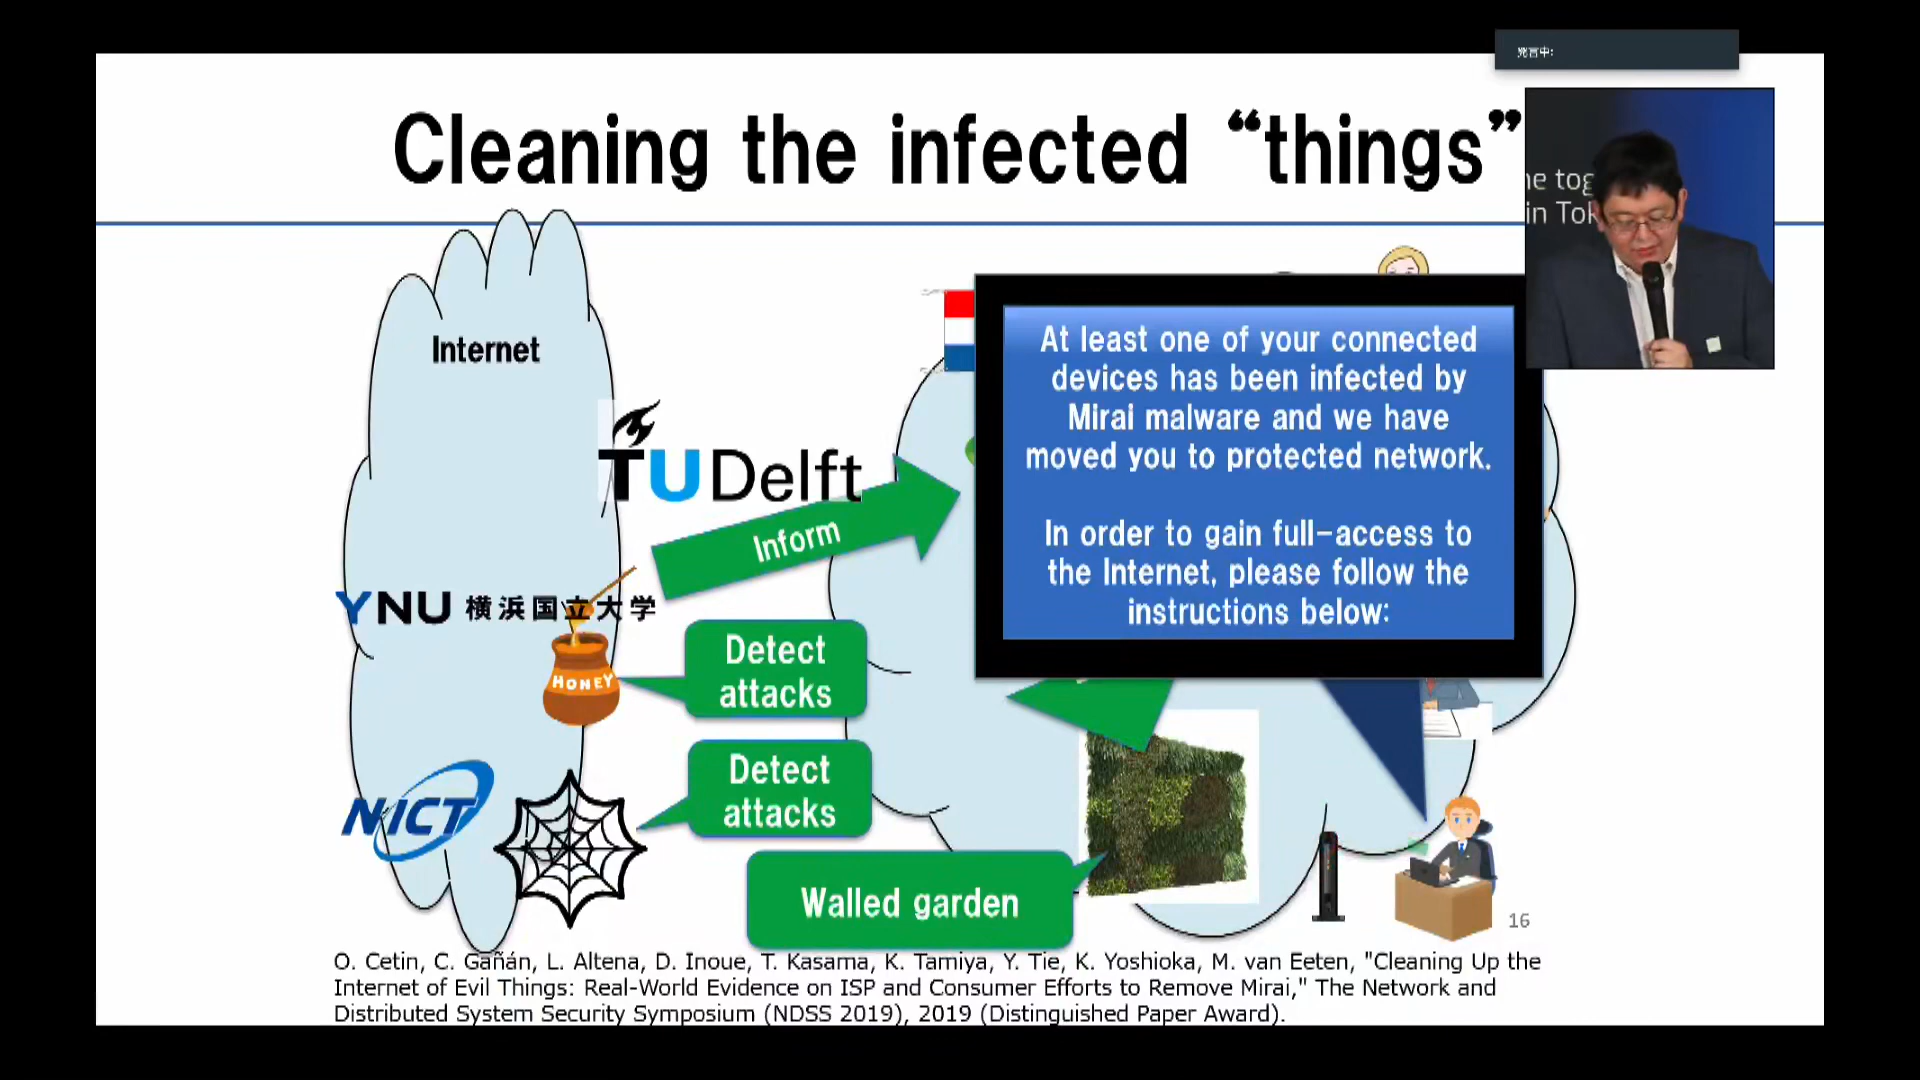 発言中:
Cleaning the infected “things”
he tog
in Tok
Internet
At least one of your connected
devices has been infected by
Mirai malware and we have
moved you to protected network.
In order to gain full-access to
the Internet, please follow the
instructions below:
TU Delft
Inform
YNU 横浜国立大学
HONEY
Detect
attacks
NICT
Detect
attacks
Walled garden
16
O. Cetin, C. Gañán, L. Altena, D. Inoue, T. Kasama, K. Tamiya, Y. Tie, K. Yoshioka, M. van Eeten, "Cleaning Up the
Internet of Evil Things: Real-World Evidence on ISP and Consumer Efforts to Remove Mirai," The Network and
Distributed System Security Symposium (NDSS 2019), 2019 (Distinguished Paper Award).